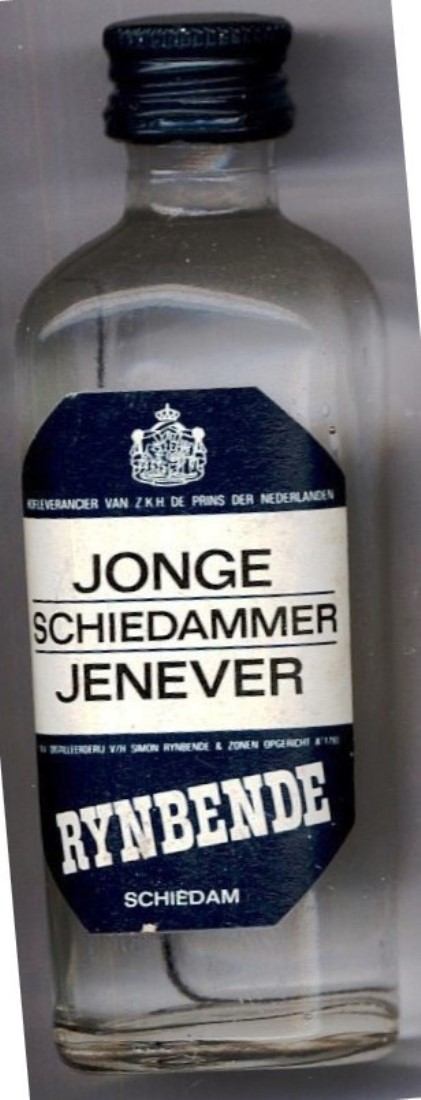 HOFLEVERANCIER VAN Z.K.H. DE PRINS DER NEDERLANDEN
JONGE
SCHIEDAMMER
JENEVER
DISTILLEERDERIJ V/H SIMON RYNBENDE & ZONEN OPGERICHT
RYNBENDE
SCHIEDAM